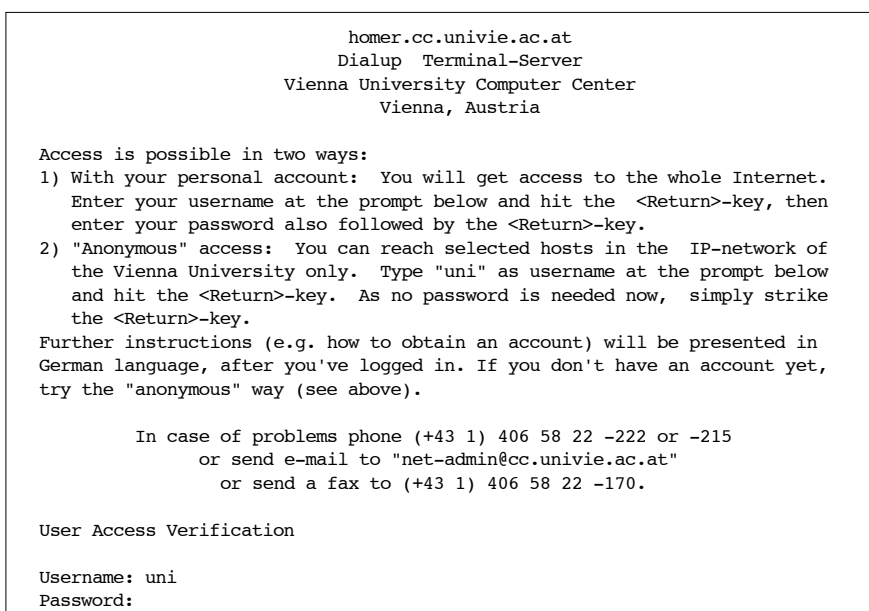 homer.cc.univie.ac.at
Dialup Terminal-Server
Vienna University Computer Center
Vienna, Austria
Access is possible in two ways:
1) With your personal account: You will get access to the whole Internet.
Enter your username at the prompt below and hit the <Return>-key, then
enter your password also followed by the <Return>-key.
2) "Anonymous" access: You can reach selected hosts in the IP-network of
the Vienna University only. Type "uni" as username at the prompt below
and hit the <Return>-key. As no password is needed now, simply strike
the <Return>-key.
Further instructions (e.g. how to obtain an account) will be presented in
German language, after you've logged in. If you don't have an account yet,
try the "anonymous" way (see above).
In case of problems phone (+43 1) 406 58 22 -222 or -215
or send e-mail to "net-admin@cc.univie.ac.at"
or send a fax to (+43 1) 406 58 22 -170.
User Access Verification
Username: uni
Password: